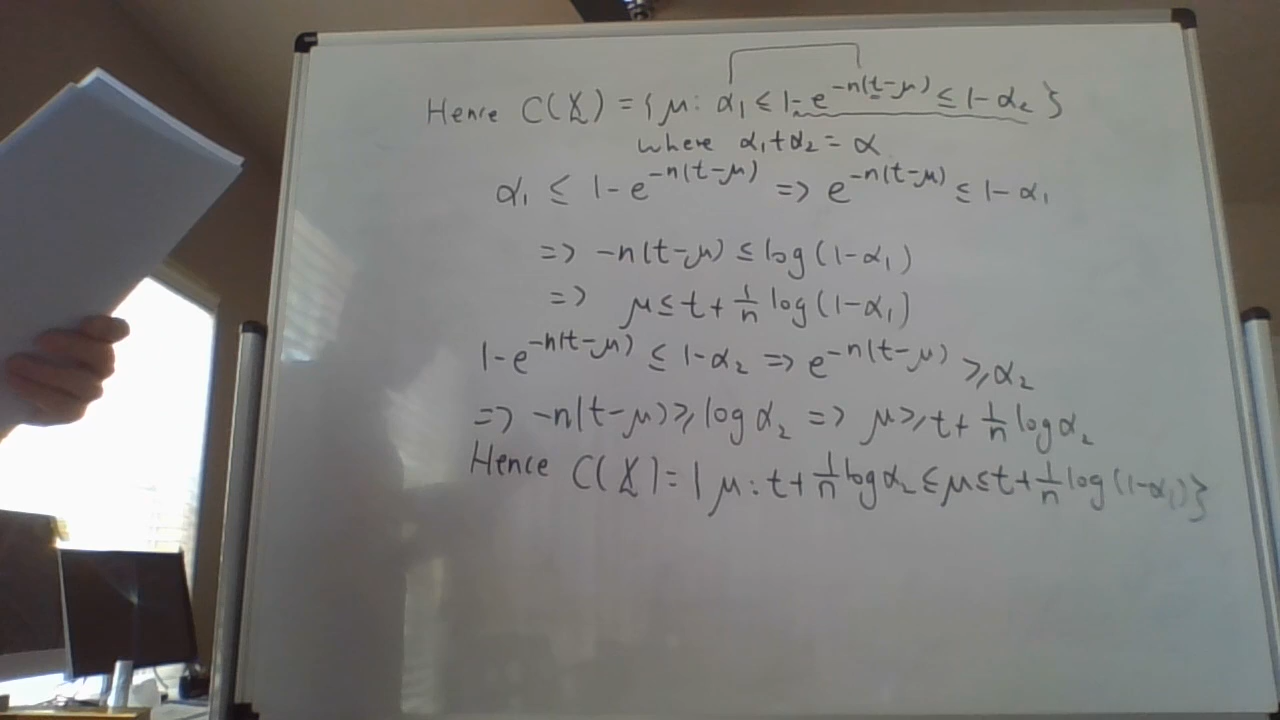 Hence C(X̰) = { μ: α₁ ≤ 1-e^{-n(t-μ)} ≤ 1-α₂ }
where α₁+α₂ = α
α₁ ≤ 1-e^{-n(t-μ)} => e^{-n(t-μ)} ≤ 1-α₁
=> -n(t-μ) ≤ log(1-α₁)
=> μ ≤ t + 1/n log(1-α₁)
1-e^{-n(t-μ)} ≤ 1-α₂ => e^{-n(t-μ)} ≥ α₂
=> -n(t-μ) ≥ log α₂ => μ ≥ t + 1/n log α₂
Hence C(X̰) = { μ: t + 1/n log α₂ ≤ μ ≤ t + 1/n log(1-α₁) }